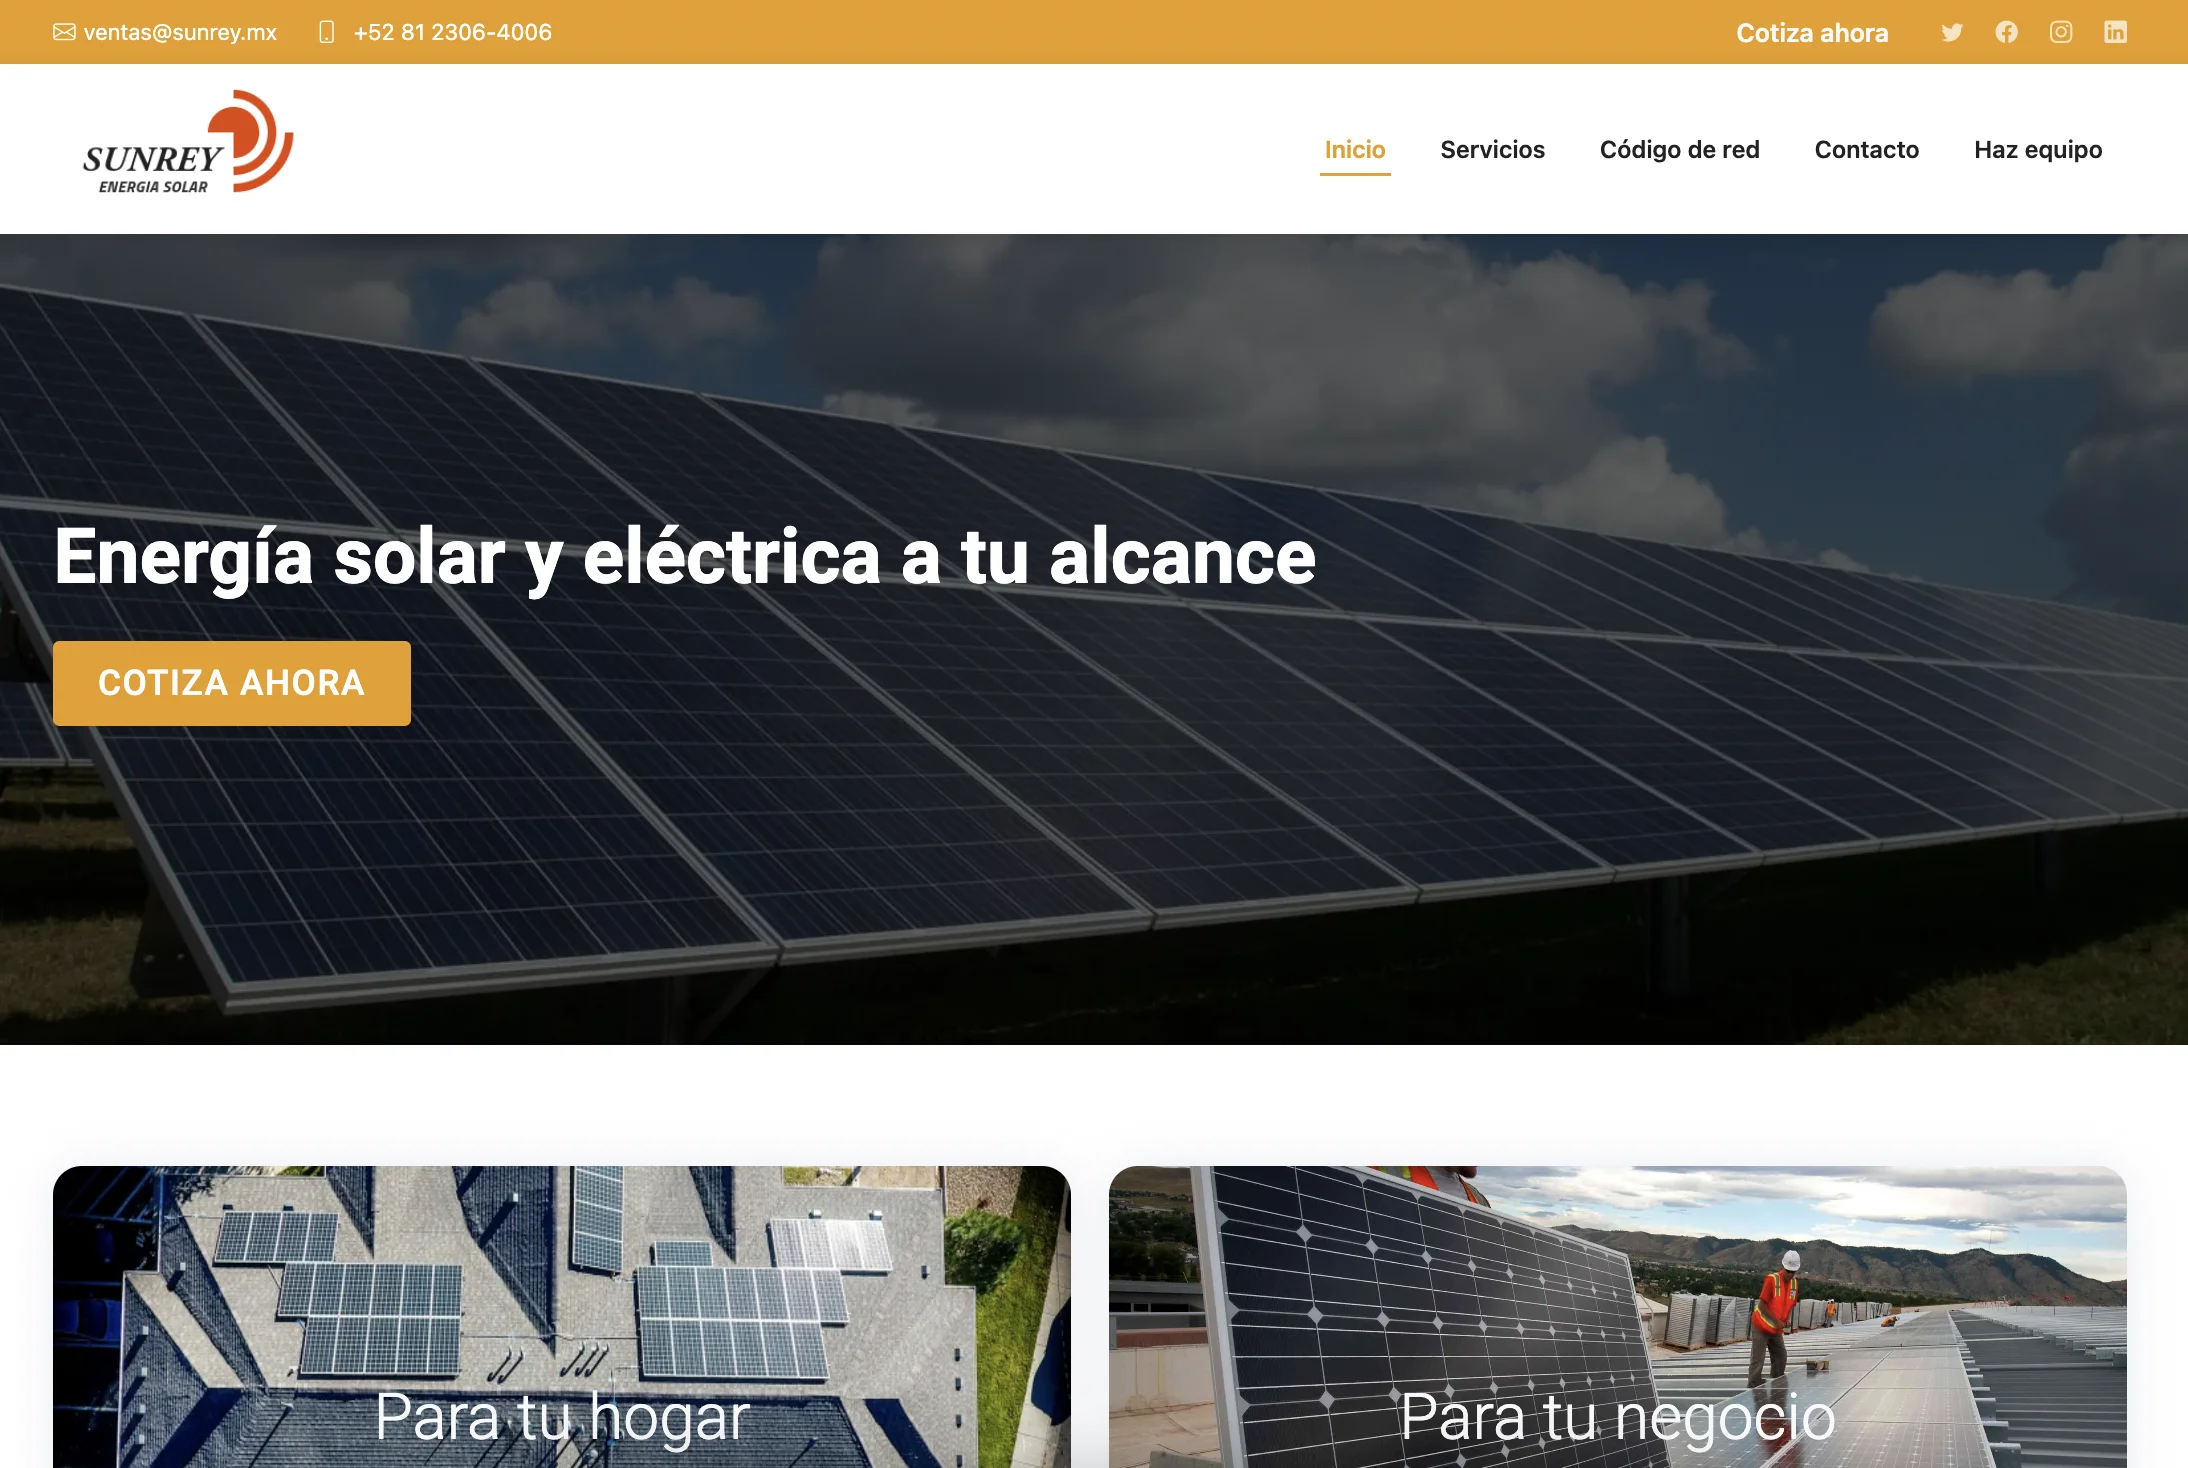 ventas@sunrey.mx
+52 81 2306-4006
Cotiza ahora
SUNREY
ENERGIA SOLAR
Inicio
Servicios
Código de red
Contacto
Haz equipo
Energía solar y eléctrica a tu alcance
COTIZA AHORA
Para tu hogar
Para tu negocio